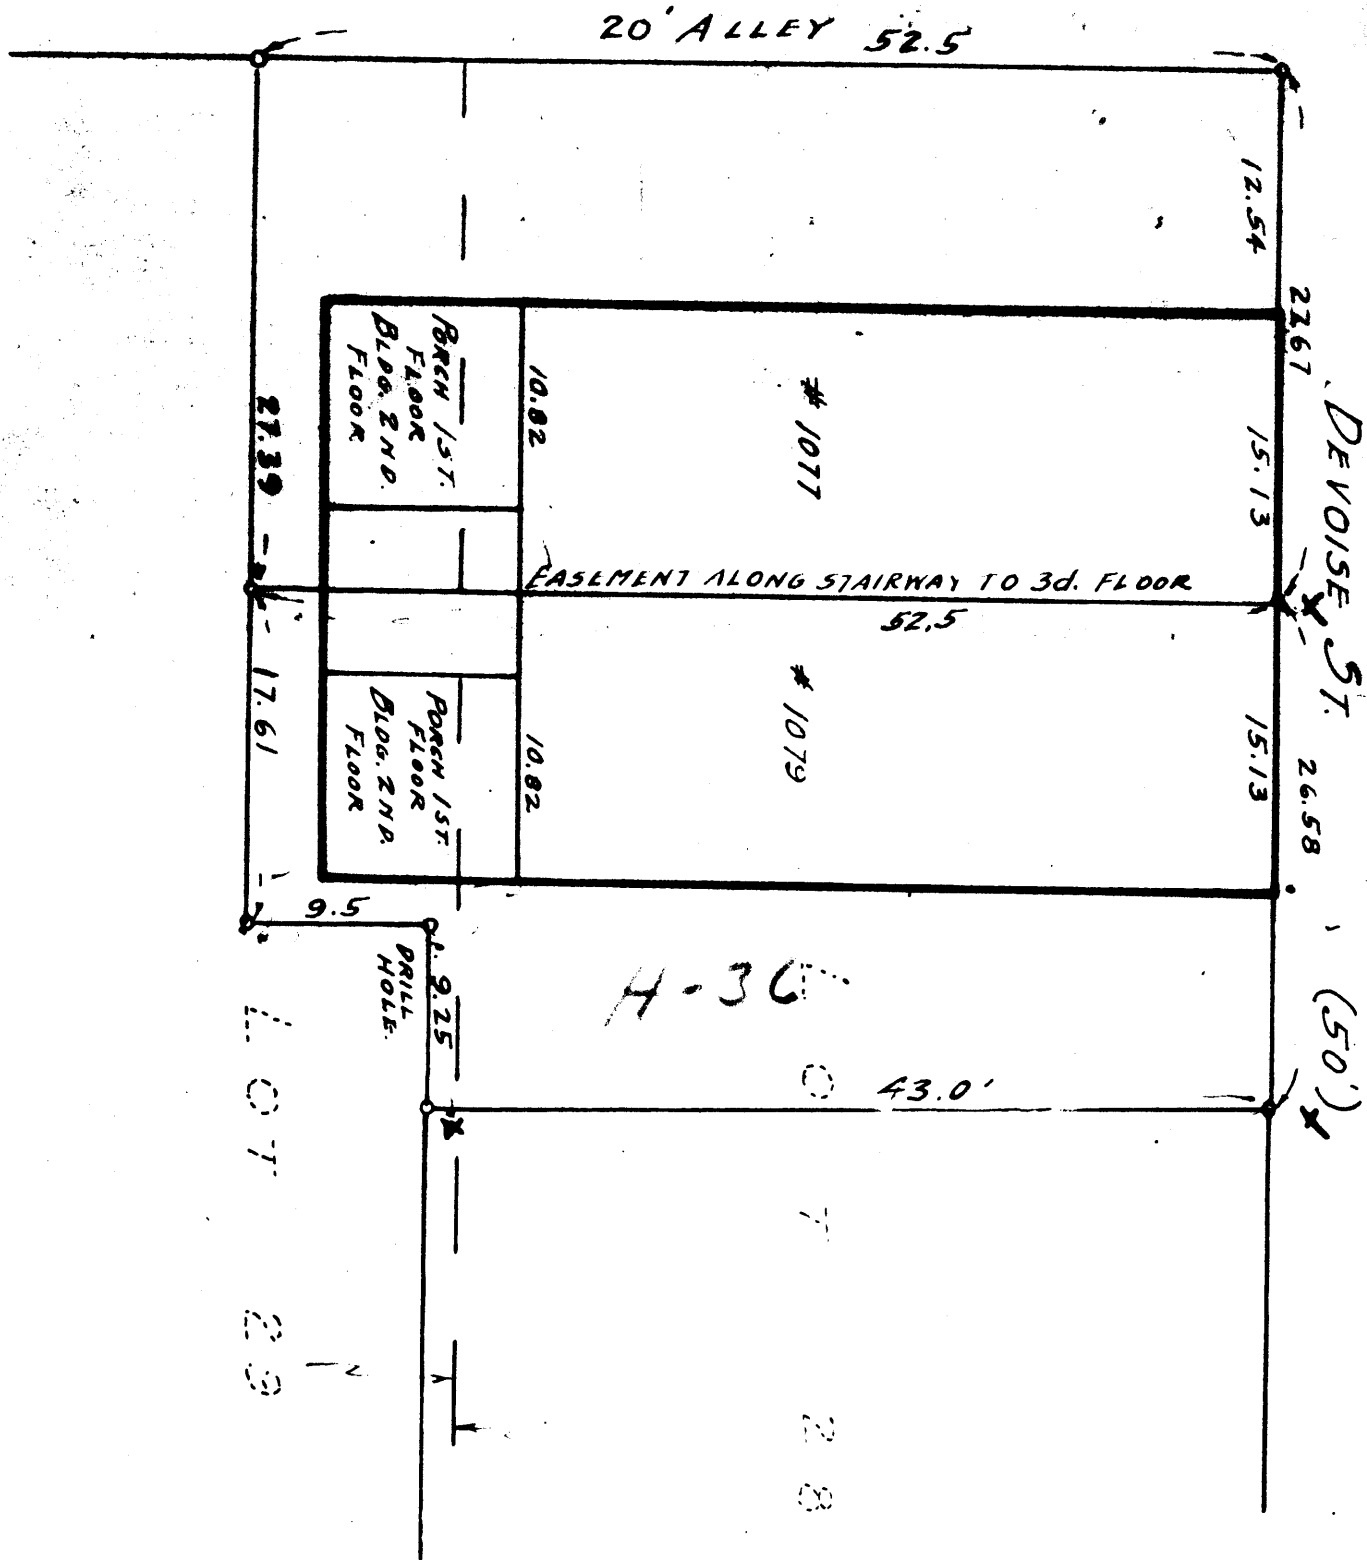 20' ALLEY 52.5
12.54
27.67
DEVOISE ST. (50')
15.13
15.13
26.58
# 1077
# 1079
EASEMENT ALONG STAIRWAY TO 3d. FLOOR
52.5
10.82
10.82
PORCH 1ST.
FLOOR
BLDG. 2ND.
FLOOR
PORCH 1ST.
FLOOR
BLDG. 2ND.
FLOOR
27.39
17.61
9.5
9.25
DRILL
HOLE.
H-36
43.0'
LOT 28
LOT 29